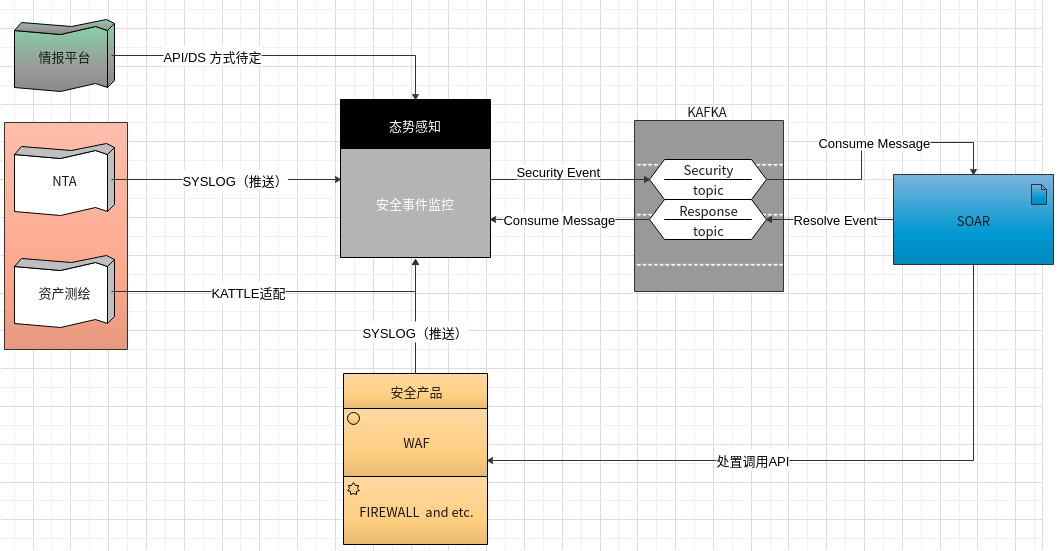 情报平台
API/DS 方式待定
态势感知
安全事件监控
NTA
SYSLOG（推送）
资产测绘
KATTLE适配
SYSLOG（推送）
安全产品
WAF
FIREWALL and etc.
Security Event
Consume Message
KAFKA
Security
topic
Response
topic
Consume Message
Resolve Event
SOAR
处置调用API